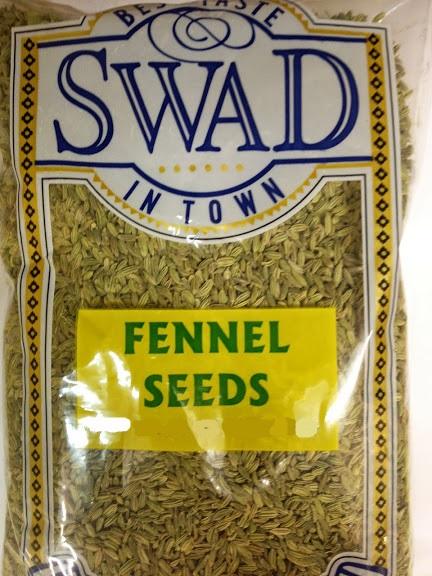 BEST TASTE
SWAD
IN TOWN
FENNEL
SEEDS